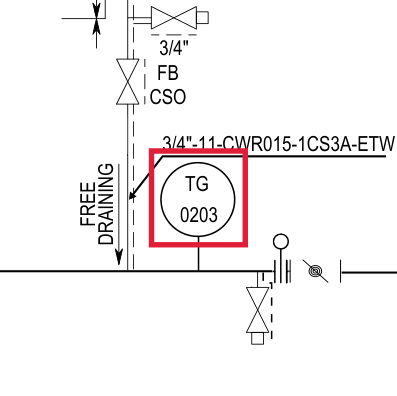 3/4"
FB
CSO
3/4"-11-CWR015-1CS3A-ETW
FREE
DRAINING
TG
0203